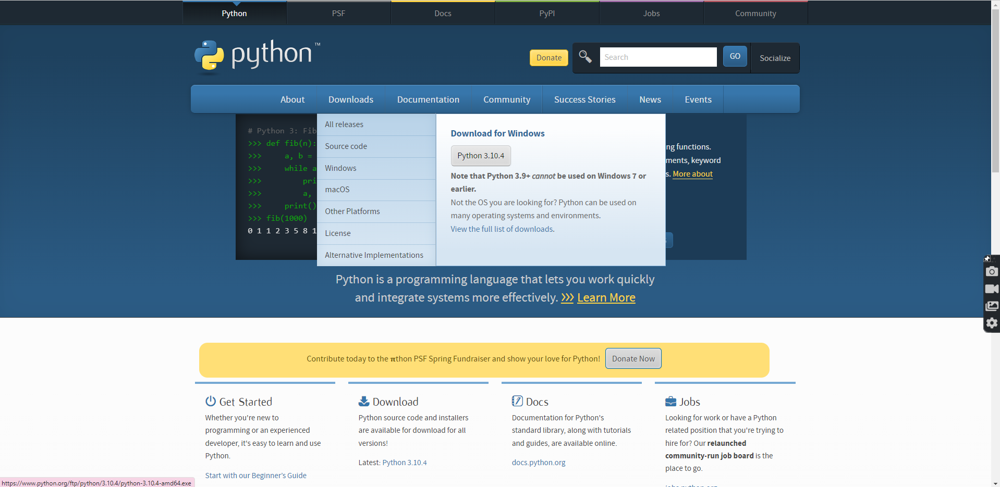 Python
PSF
Docs
PyPI
Jobs
Community
python™
Donate
Search
GO
Socialize
About
Downloads
Documentation
Community
Success Stories
News
Events
# Python 3: Fib
>>> def fib(n):
>>>     a, b =
>>>     while a
>>>         pri
>>>         a,
>>>     print()
>>> fib(1000)
0 1 1 2 3 5 8 1
All releases
Source code
Windows
macOS
Other Platforms
License
Alternative Implementations
Download for Windows
Python 3.10.4
Note that Python 3.9+ cannot be used on Windows 7 or
earlier.
Not the OS you are looking for? Python can be used on
many operating systems and environments.
View the full list of downloads.
ng functions.
ments, keyword
s. More about
Python is a programming language that lets you work quickly
and integrate systems more effectively. >>> Learn More
Contribute today to the πthon PSF Spring Fundraiser and show your love for Python!
Donate Now
Get Started
Whether you're new to
programming or an experienced
developer, it's easy to learn and use
Python.
Start with our Beginner’s Guide
Download
Python source code and installers
are available for download for all
versions!
Latest: Python 3.10.4
Docs
Documentation for Python's
standard library, along with tutorials
and guides, are available online.
docs.python.org
Jobs
Looking for work or have a Python
related position that you're trying to
hire for? Our relaunched
community-run job board is the
place to go.
jobs.python.org
https://www.python.org/ftp/python/3.10.4/python-3.10.4-amd64.exe